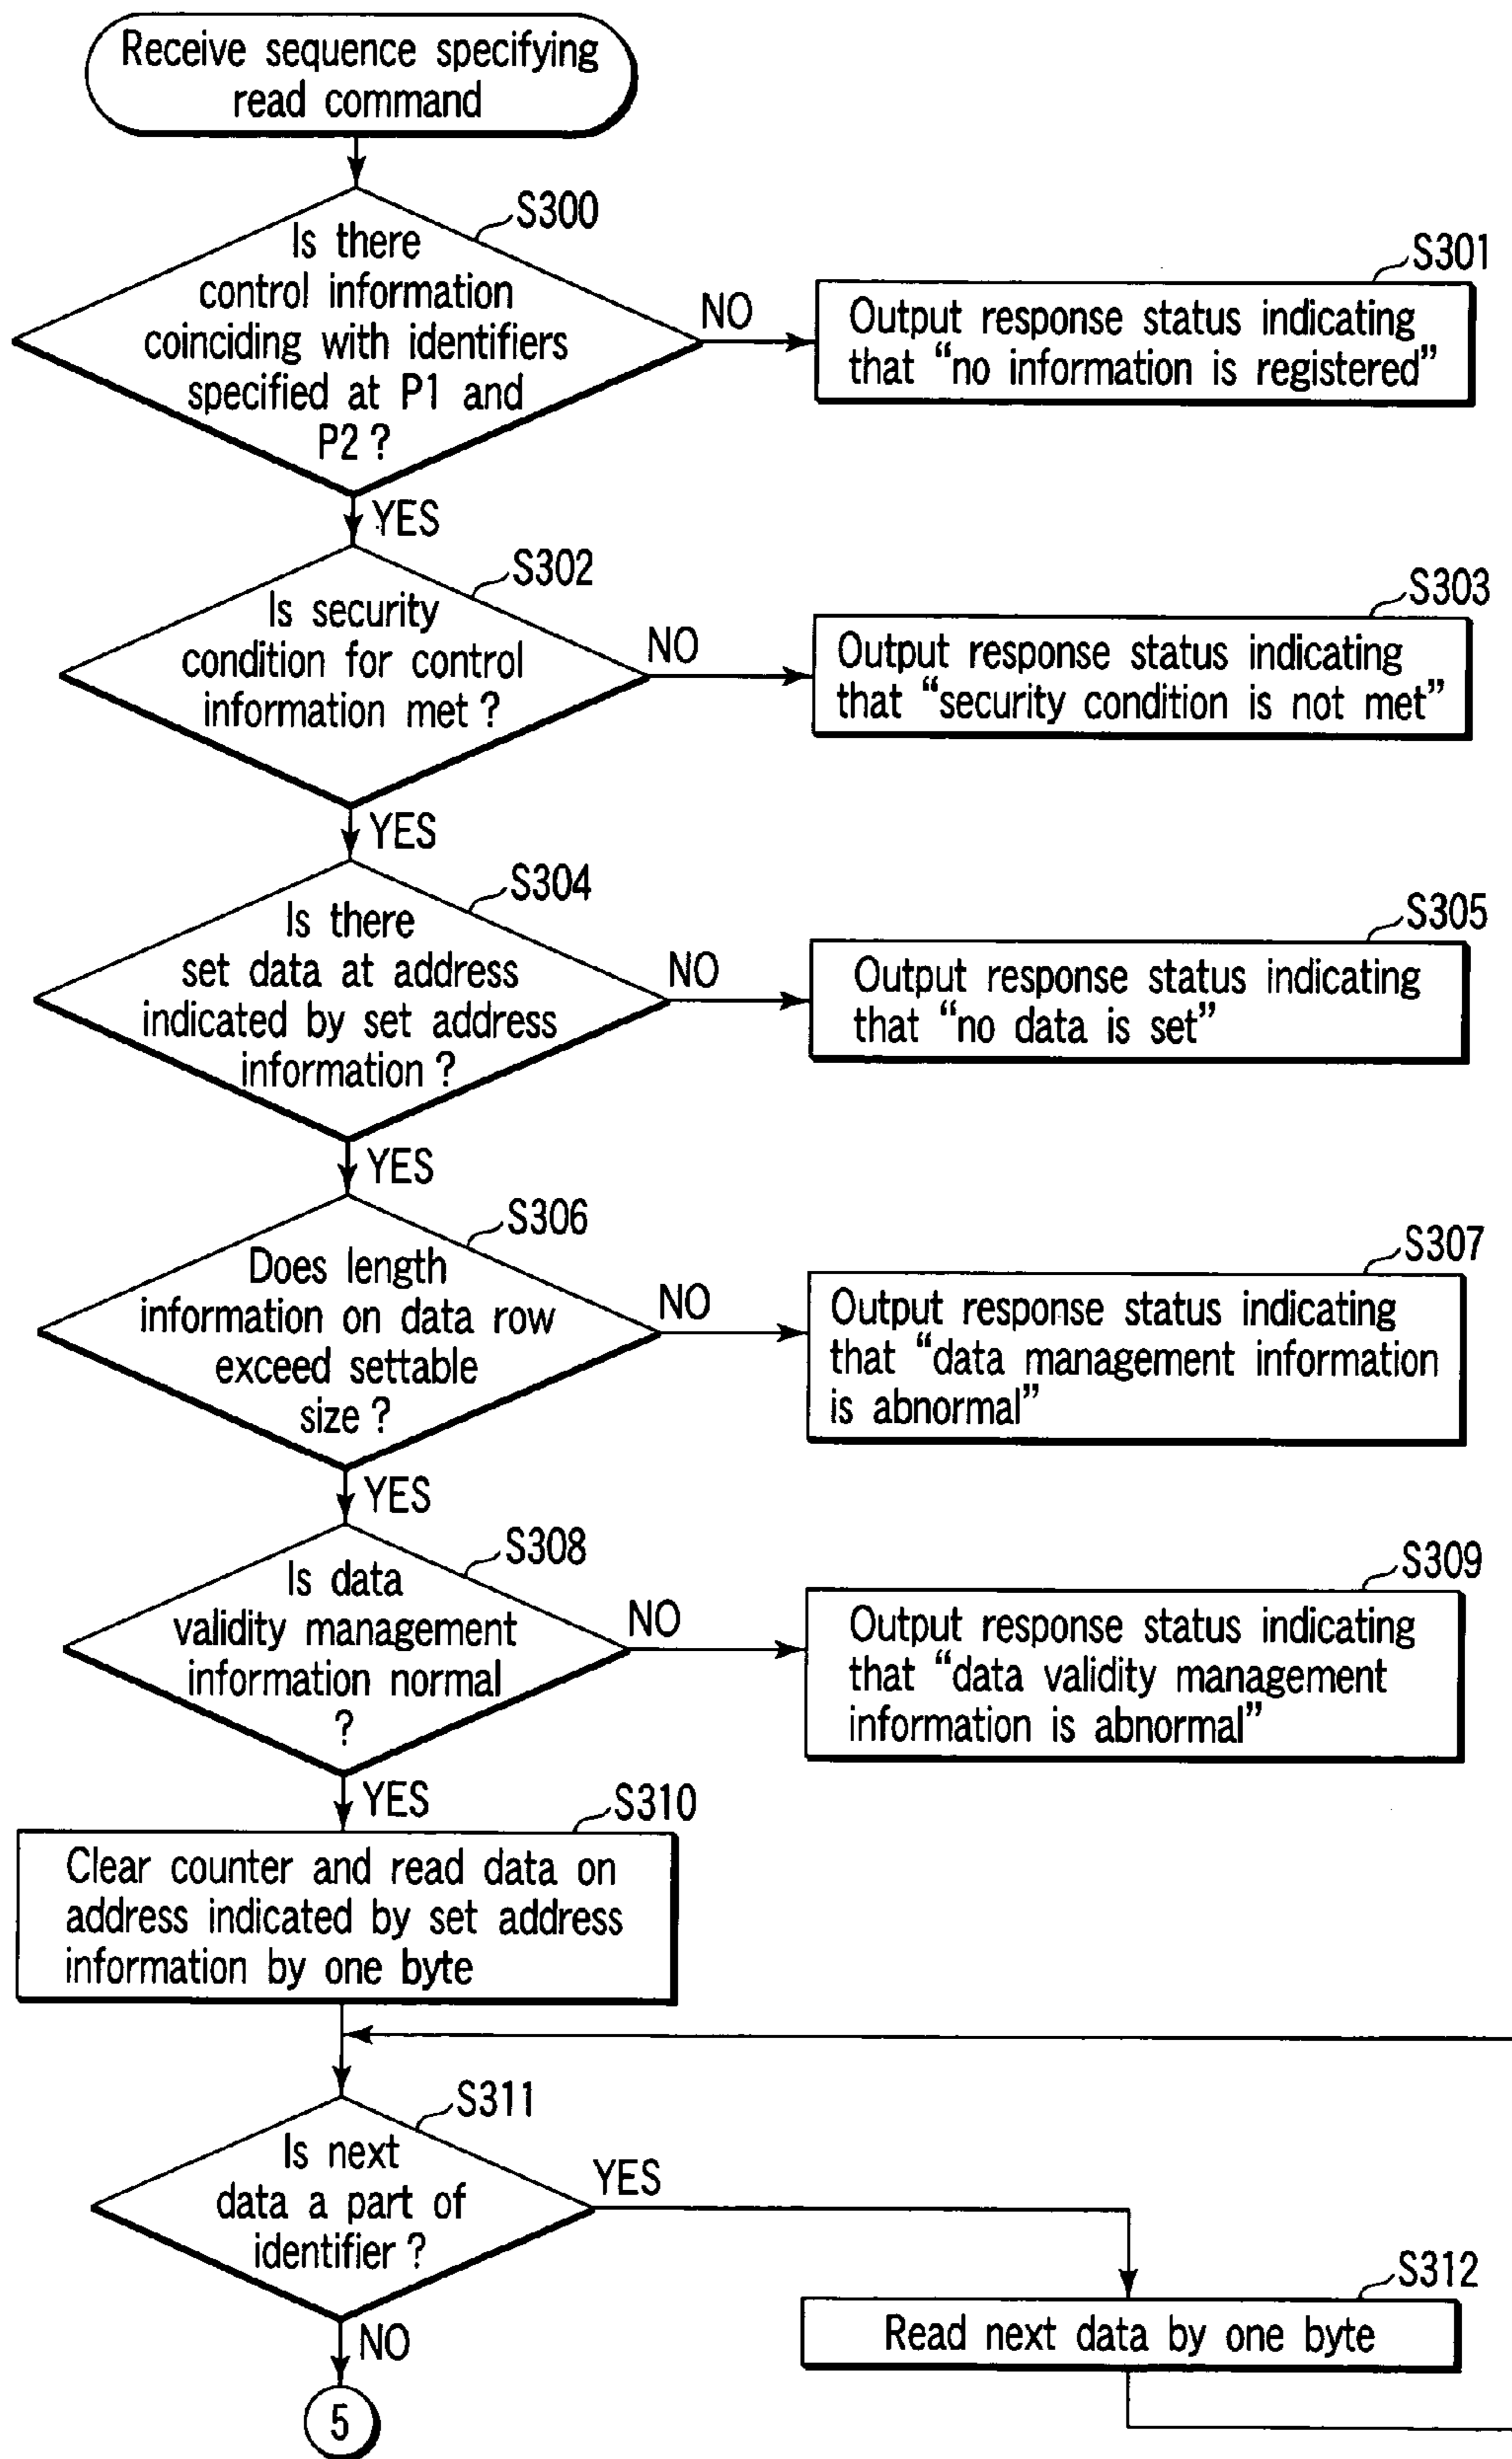 Receive sequence specifying
read command
S300
Is there
control information
coinciding with identifiers
specified at P1 and
P2 ?
NO
S301
Output response status indicating
that “no information is registered”
YES
S302
Is security
condition for control
information met ?
NO
S303
Output response status indicating
that “security condition is not met”
YES
S304
Is there
set data at address
indicated by set address
information ?
NO
S305
Output response status indicating
that “no data is set”
YES
S306
Does length
information on data row
exceed settable
size ?
NO
S307
Output response status indicating
that “data management information
is abnormal”
YES
S308
Is data
validity management
information normal
?
NO
S309
Output response status indicating
that “data validity management
information is abnormal”
YES
S310
Clear counter and read data on
address indicated by set address
information by one byte
S311
Is next
data a part of
identifier ?
YES
S312
Read next data by one byte
NO
5